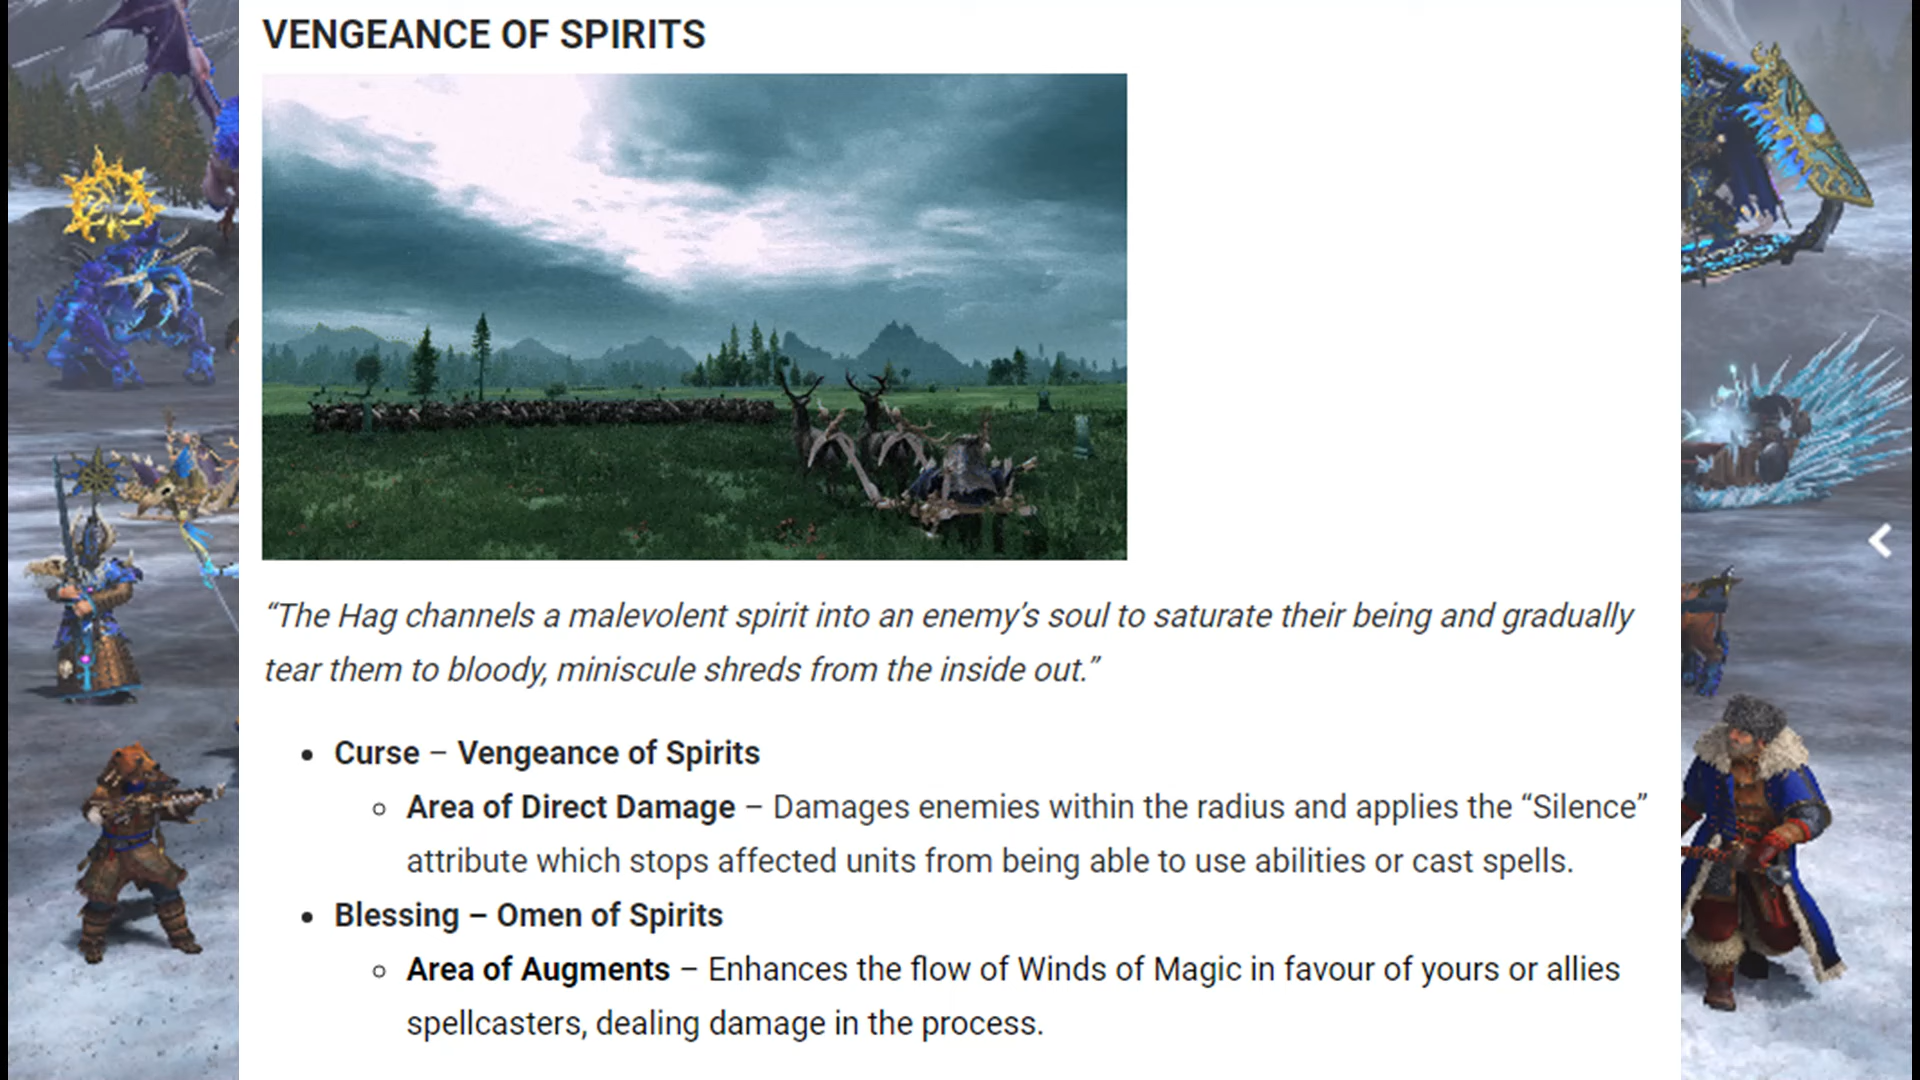 VENGEANCE OF SPIRITS
“The Hag channels a malevolent spirit into an enemy’s soul to saturate their being and gradually
tear them to bloody, miniscule shreds from the inside out.”
• Curse – Vengeance of Spirits
○ Area of Direct Damage – Damages enemies within the radius and applies the “Silence”
attribute which stops affected units from being able to use abilities or cast spells.
• Blessing – Omen of Spirits
○ Area of Augments – Enhances the flow of Winds of Magic in favour of yours or allies
spellcasters, dealing damage in the process.